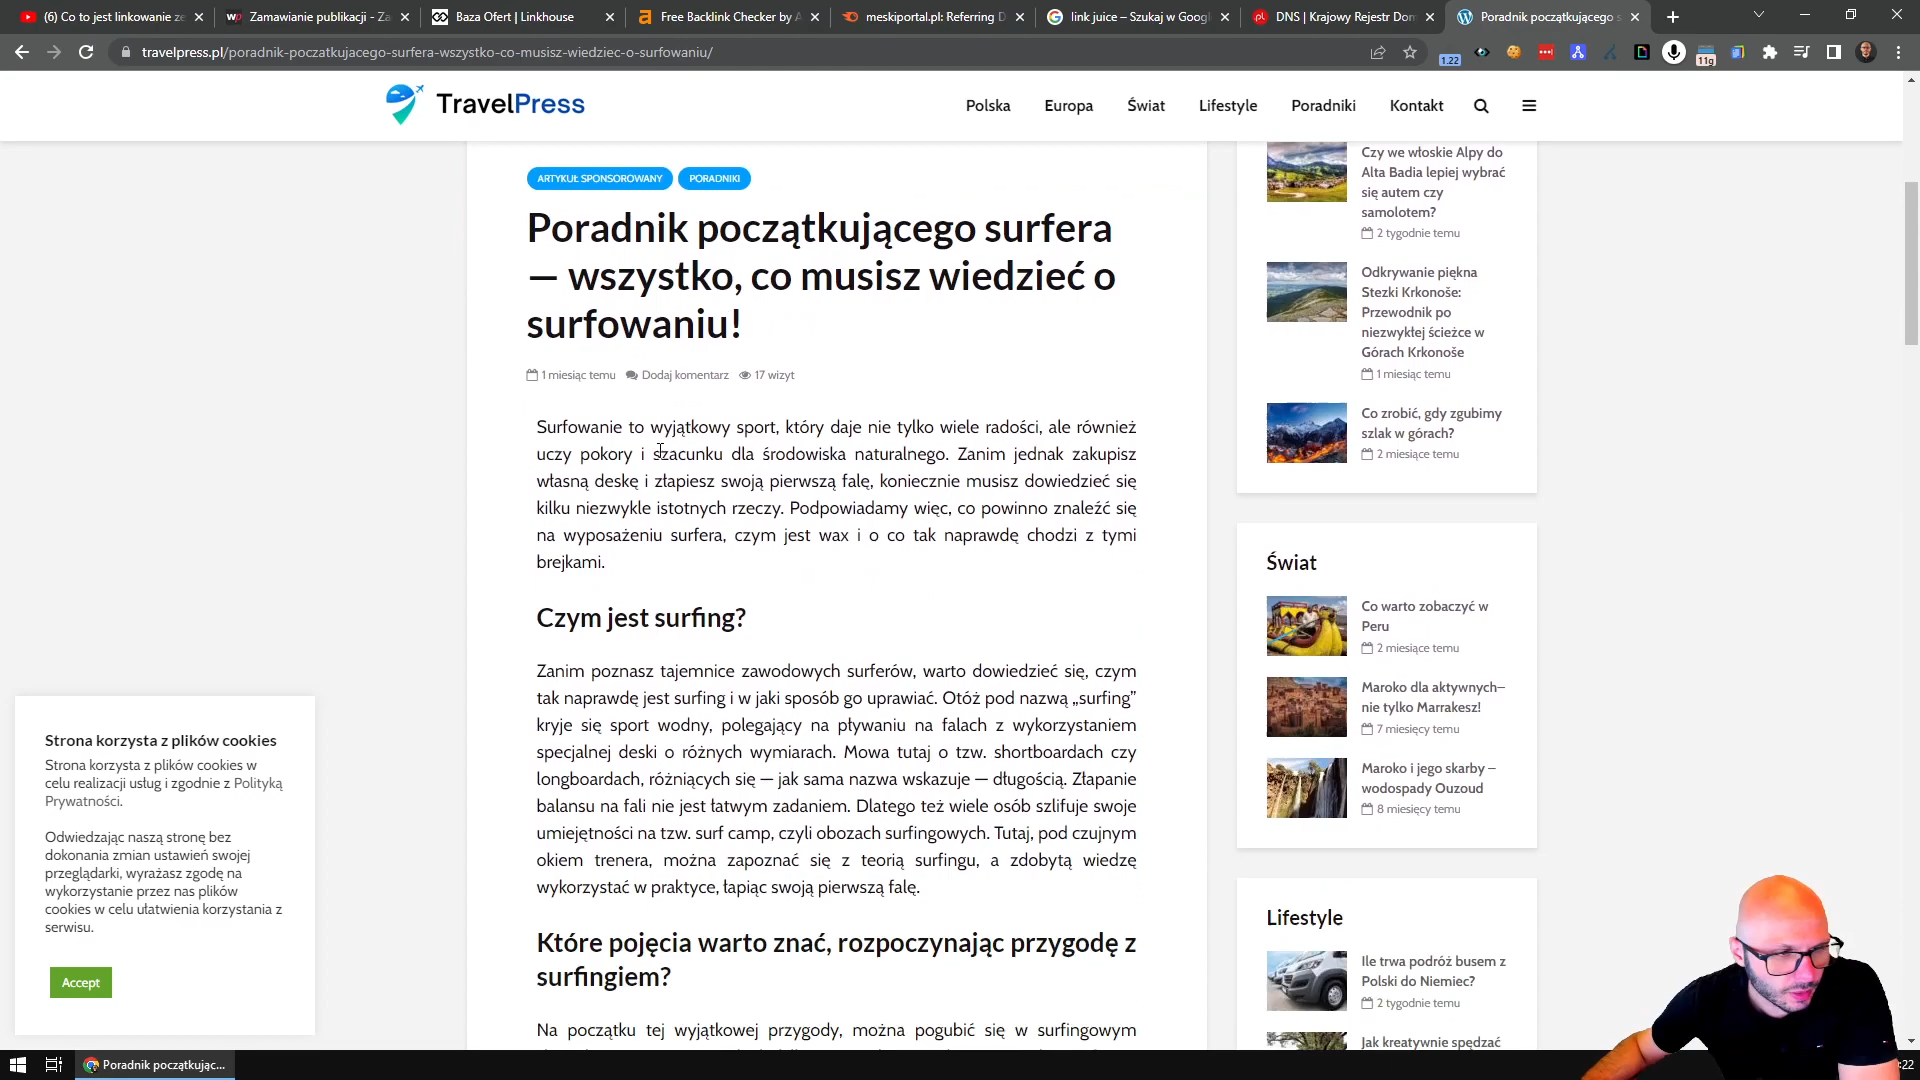 (6) Co to jest linkowanie ze
Zamawianie publikacji - Za
Baza Ofert | Linkhouse
Free Backlink Checker by A
meskiportal.pl: Referring D
link juice – Szukaj w Googl
DNS | Krajowy Rejestr Dom
Poradnik początkującego s
travelpress.pl/poradnik-poczatkujacego-surfera-wszystko-co-musisz-wiedziec-o-surfowaniu/
1.22
11g
TravelPress
Polska
Europa
Świat
Lifestyle
Poradniki
Kontakt
ARTYKUŁ SPONSOROWANY
PORADNIKI
Poradnik początkującego surfera
— wszystko, co musisz wiedzieć o
surfowaniu!
1 miesiąc temu
Dodaj komentarz
17 wizyt
Surfowanie to wyjątkowy sport, który daje nie tylko wiele radości, ale również
uczy pokory i szacunku dla środowiska naturalnego. Zanim jednak zakupisz
własną deskę i złapiesz swoją pierwszą falę, koniecznie musisz dowiedzieć się
kilku niezwykle istotnych rzeczy. Podpowiadamy więc, co powinno znaleźć się
na wyposażeniu surfera, czym jest wax i o co tak naprawdę chodzi z tymi
brejkami.
Czym jest surfing?
Zanim poznasz tajemnice zawodowych surferów, warto dowiedzieć się, czym
tak naprawdę jest surfing i w jaki sposób go uprawiać. Otóż pod nazwą „surfing”
kryje się sport wodny, polegający na pływaniu na falach z wykorzystaniem
specjalnej deski o różnych wymiarach. Mowa tutaj o tzw. shortboardach czy
longboardach, różniących się — jak sama nazwa wskazuje — długością. Złapanie
balansu na fali nie jest łatwym zadaniem. Dlatego też wiele osób szlifuje swoje
umiejętności na tzw. surf camp, czyli obozach surfingowych. Tutaj, pod czujnym
okiem trenera, można zapoznać się z teorią surfingu, a zdobytą wiedzę
wykorzystać w praktyce, łapiąc swoją pierwszą falę.
Które pojęcia warto znać, rozpoczynając przygodę z
surfingiem?
Na początku tej wyjątkowej przygody, można pogubić się w surfingowym
Czy we włoskie Alpy do
Alta Badia lepiej wybrać
się autem czy
samolotem?
2 tygodnie temu
Odkrywanie piękna
Stezki Krkonoše:
Przewodnik po
niezwykłej ścieżce w
Górach Krkonoše
1 miesiąc temu
Co zrobić, gdy zgubimy
szlak w górach?
2 miesiące temu
Świat
Co warto zobaczyć w
Peru
2 miesiące temu
Maroko dla aktywnych–
nie tylko Marrakesz!
7 miesięcy temu
Maroko i jego skarby –
wodospady Ouzoud
8 miesięcy temu
Lifestyle
Ile trwa podróż busem z
Polski do Niemiec?
2 tygodnie temu
Jak kreatywnie spędzać
Strona korzysta z plików cookies
Strona korzysta z plików cookies w
celu realizacji usług i zgodnie z Polityką
Prywatności.
Odwiedzając naszą stronę bez
dokonania zmian ustawień swojej
przeglądarki, wyrażasz zgodę na
wykorzystanie przez nas plików
cookies w celu ułatwienia korzystania z
serwisu.
Accept
Poradnik początkując...
:22